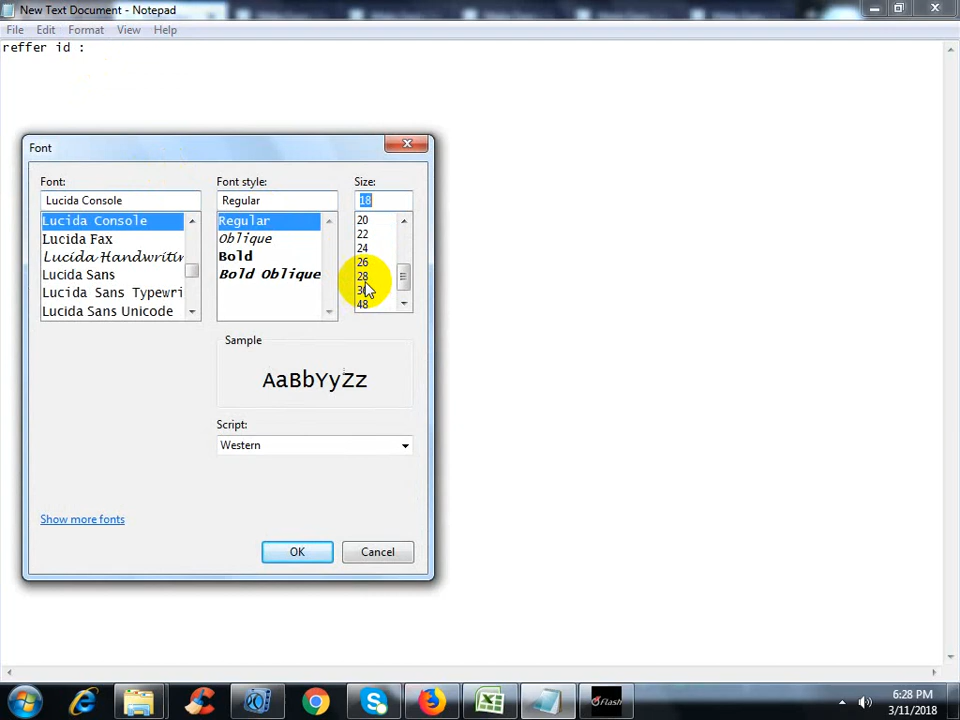 New Text Document - Notepad
File Edit Format View Help
reffer id :
Font
Font: Font style: Size:
Lucida Console Regular 18
Lucida Console Regular 20
Lucida Fax Oblique 22
Lucida Handwritin Bold 24
Lucida Sans Bold Oblique 26
Lucida Sans Typewri 28
Lucida Sans Unicode 48
Sample
AaBbYyZz
Script:
Western
Show more fonts
OK Cancel
Flash
6:28 PM
3/11/2018